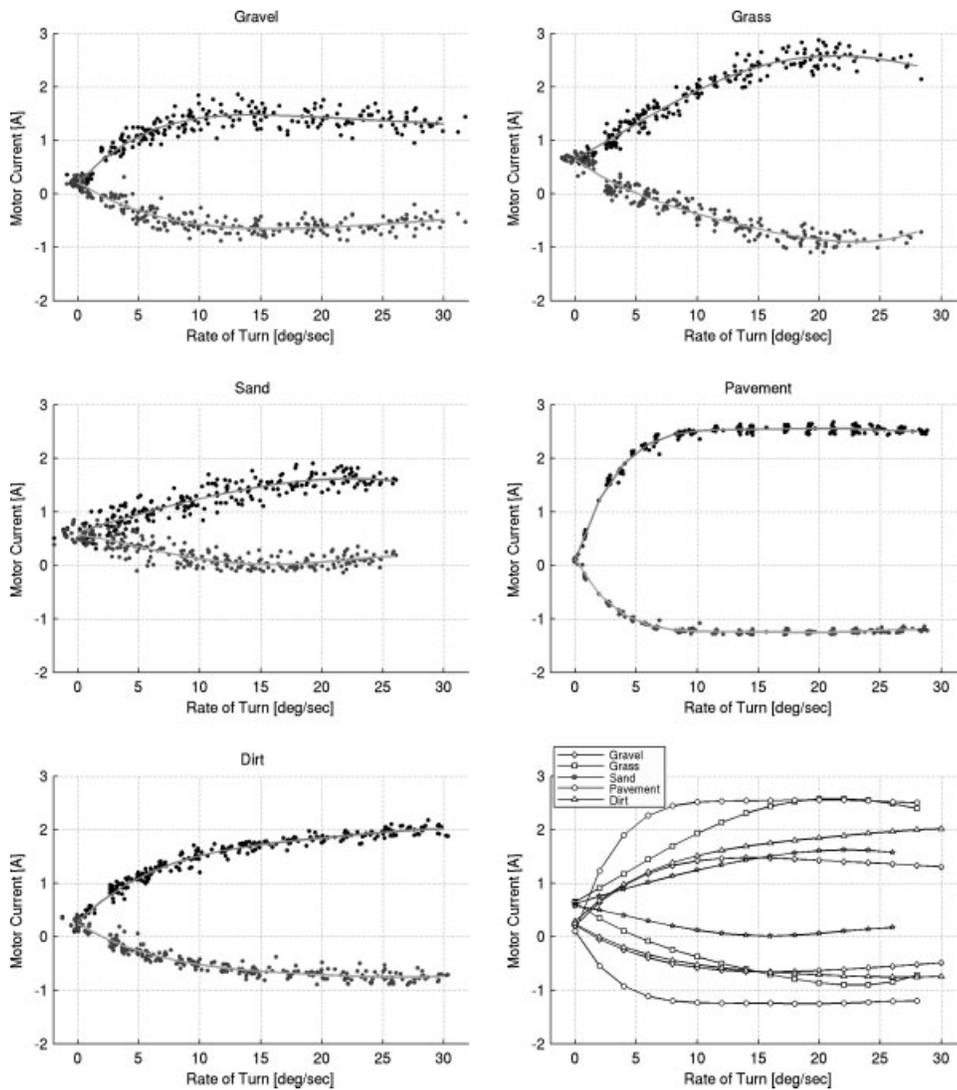 Gravel
3
2
1
0
-1
-2
Motor Current [A]
0 5 10 15 20 25 30
Rate of Turn [deg/sec]
Grass
3
2
1
0
-1
-2
Motor Current [A]
0 5 10 15 20 25 30
Rate of Turn [deg/sec]
Sand
3
2
1
0
-1
-2
Motor Current [A]
0 5 10 15 20 25 30
Rate of Turn [deg/sec]
Pavement
3
2
1
0
-1
-2
Motor Current [A]
0 5 10 15 20 25 30
Rate of Turn [deg/sec]
Dirt
3
2
1
0
-1
-2
Motor Current [A]
0 5 10 15 20 25 30
Rate of Turn [deg/sec]
Gravel
Grass
Sand
Pavement
Dirt
3
2
1
0
-1
-2
Motor Current [A]
0 5 10 15 20 25 30
Rate of Turn [deg/sec]